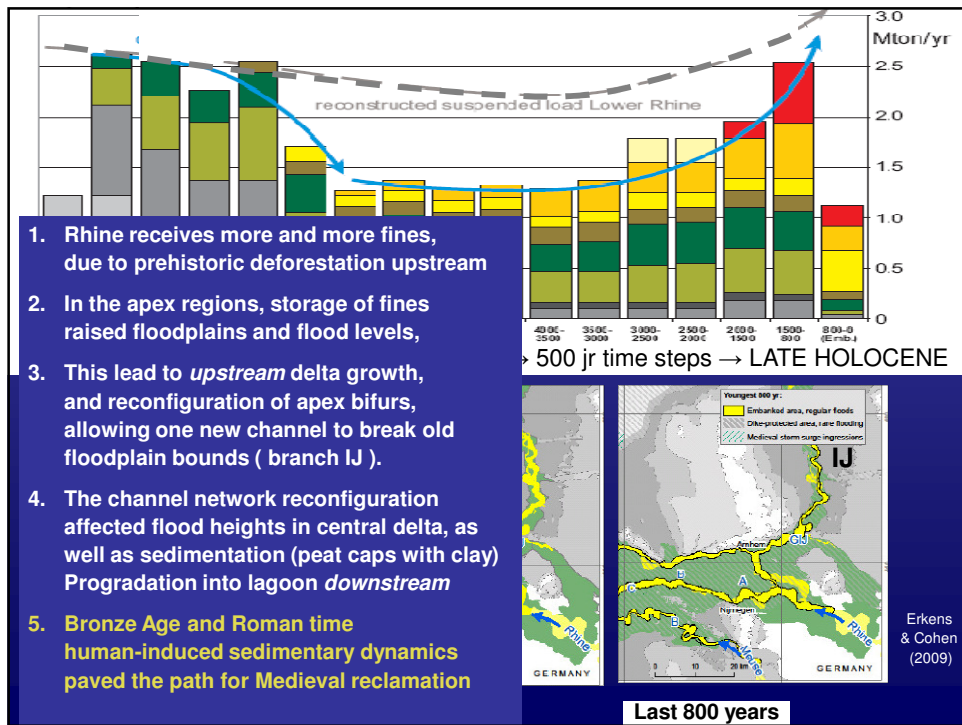 3.0
Mton/yr
2.5
reconstructed suspended load Lower Rhine
2.0
1.5
1.0
0.5
0
4000-3500
3500-3000
3000-2500
2500-2000
2000-1500
1500-800
800-0 (Emb.)
→ 500 jr time steps → LATE HOLOCENE
1. Rhine receives more and more fines,
due to prehistoric deforestation upstream
2. In the apex regions, storage of fines
raised floodplains and flood levels,
3. This lead to upstream delta growth,
and reconfiguration of apex bifurs,
allowing one new channel to break old
floodplain bounds ( branch IJ ).
4. The channel network reconfiguration
affected flood heights in central delta, as
well as sedimentation (peat caps with clay)
Progradation into lagoon downstream
5. Bronze Age and Roman time
human-induced sedimentary dynamics
paved the path for Medieval reclamation
Rhine
GERMANY
Youngest 800 yr:
Embanked area, regular floods
Dike-protected area, rare flooding
Medieval storm surge ingressions
IJ
Arnhem
GIJ
B
A
C
Nijmegen
B
Rhine
Meuse
0 10 20 km
GERMANY
Erkens
& Cohen
(2009)
Last 800 years